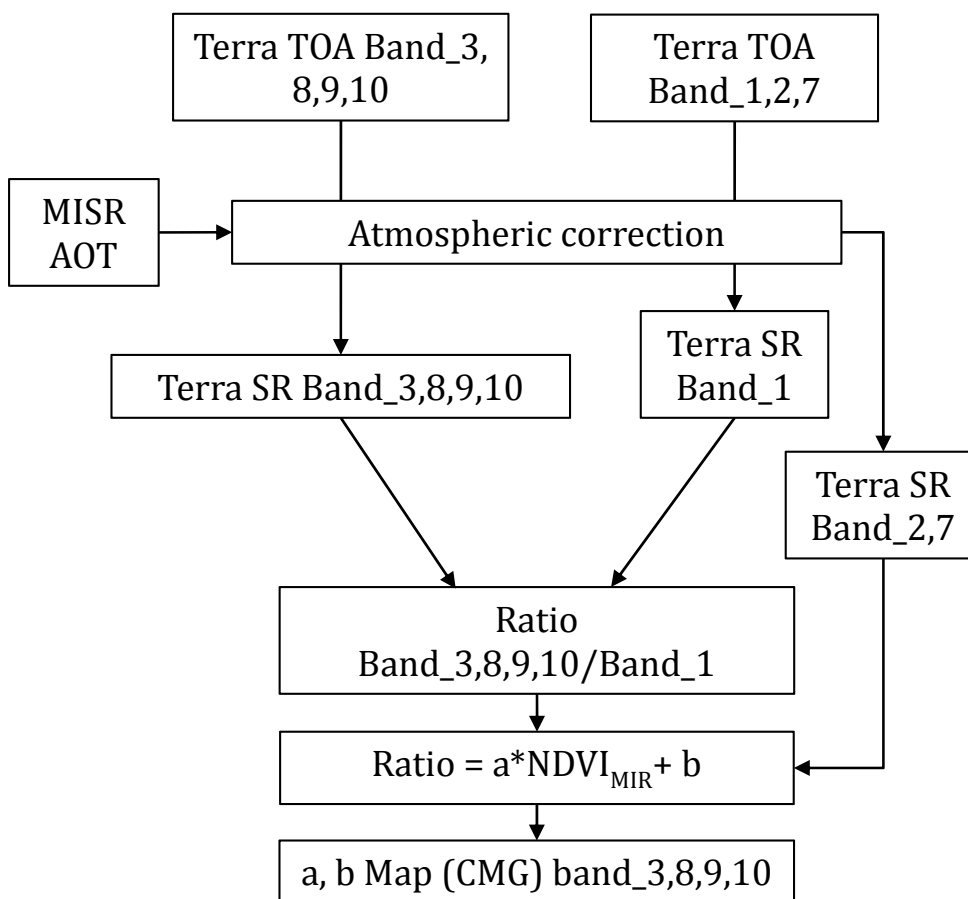 Terra TOA Band_3,
8,9,10
Terra TOA
Band_1,2,7
MISR
AOT
Atmospheric correction
Terra SR Band_3,8,9,10
Terra SR
Band_1
Terra SR
Band_2,7
Ratio
Band_3,8,9,10/Band_1
Ratio = a*NDVI_MIR+ b
a, b Map (CMG) band_3,8,9,10